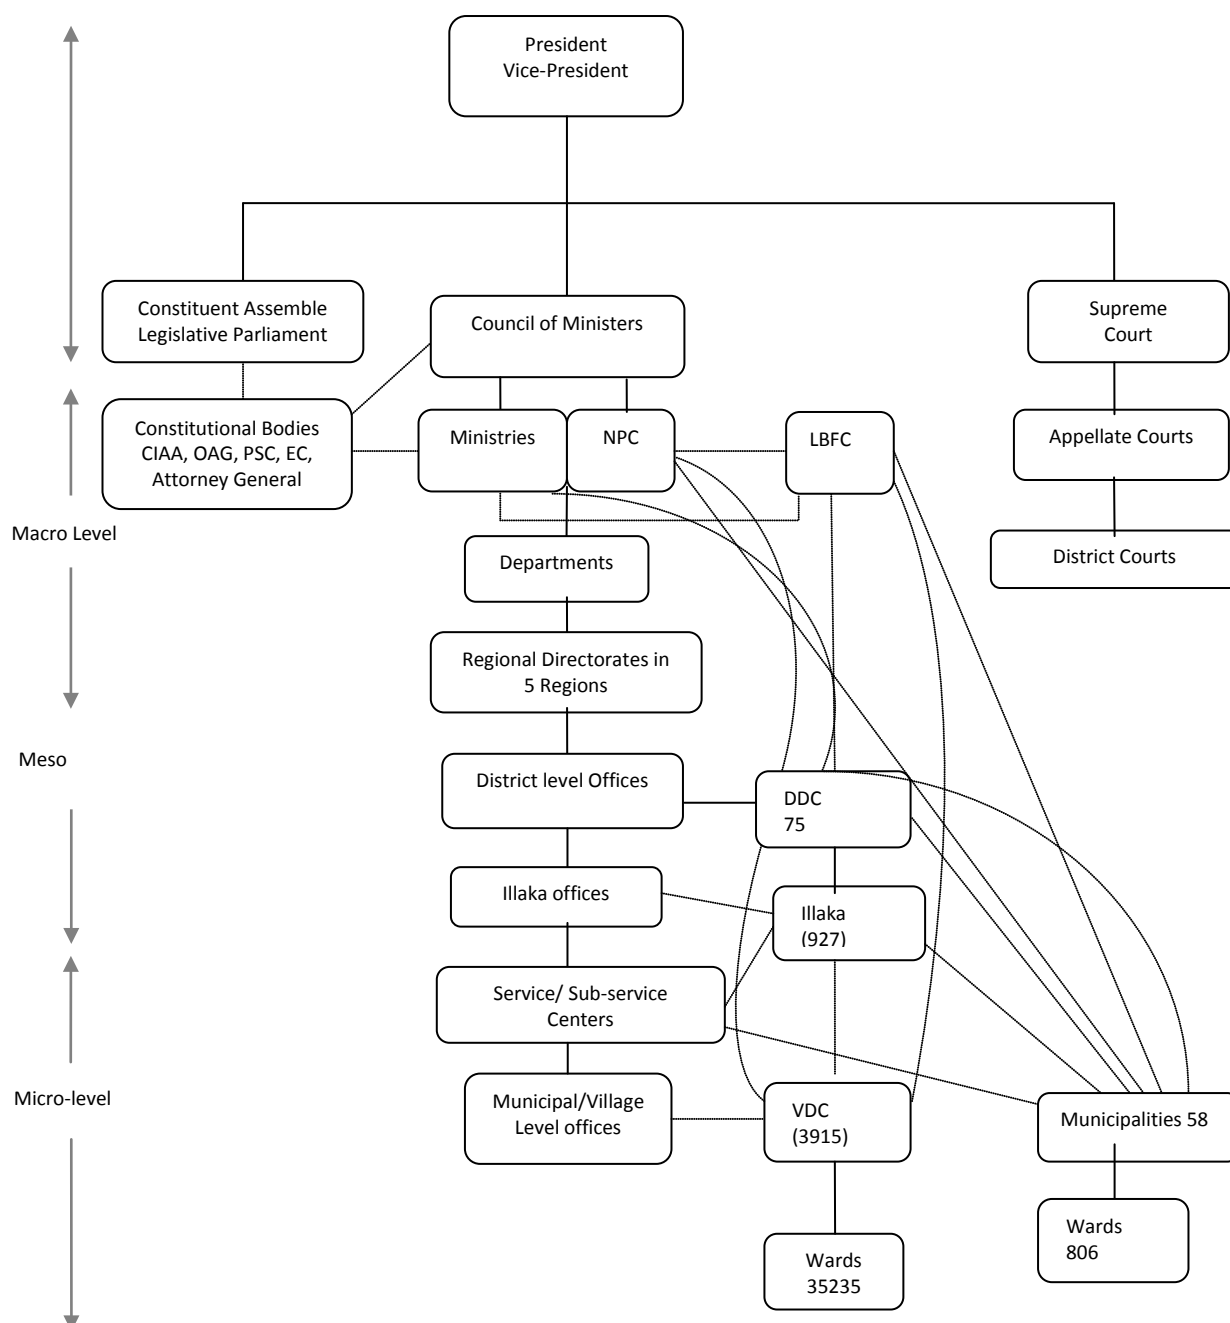 President
Vice-President
Constituent Assemble
Legislative Parliament
Council of Ministers
Supreme
Court
Constitutional Bodies
CIAA, OAG, PSC, EC,
Attorney General
Ministries
NPC
LBFC
Appellate Courts
Macro Level
Departments
District Courts
Regional Directorates in
5 Regions
Meso
District level Offices
DDC
75
Illaka offices
Illaka
(927)
Service/ Sub-service
Centers
Micro-level
Municipal/Village
Level offices
VDC
(3915)
Municipalities 58
Wards
35235
Wards
806